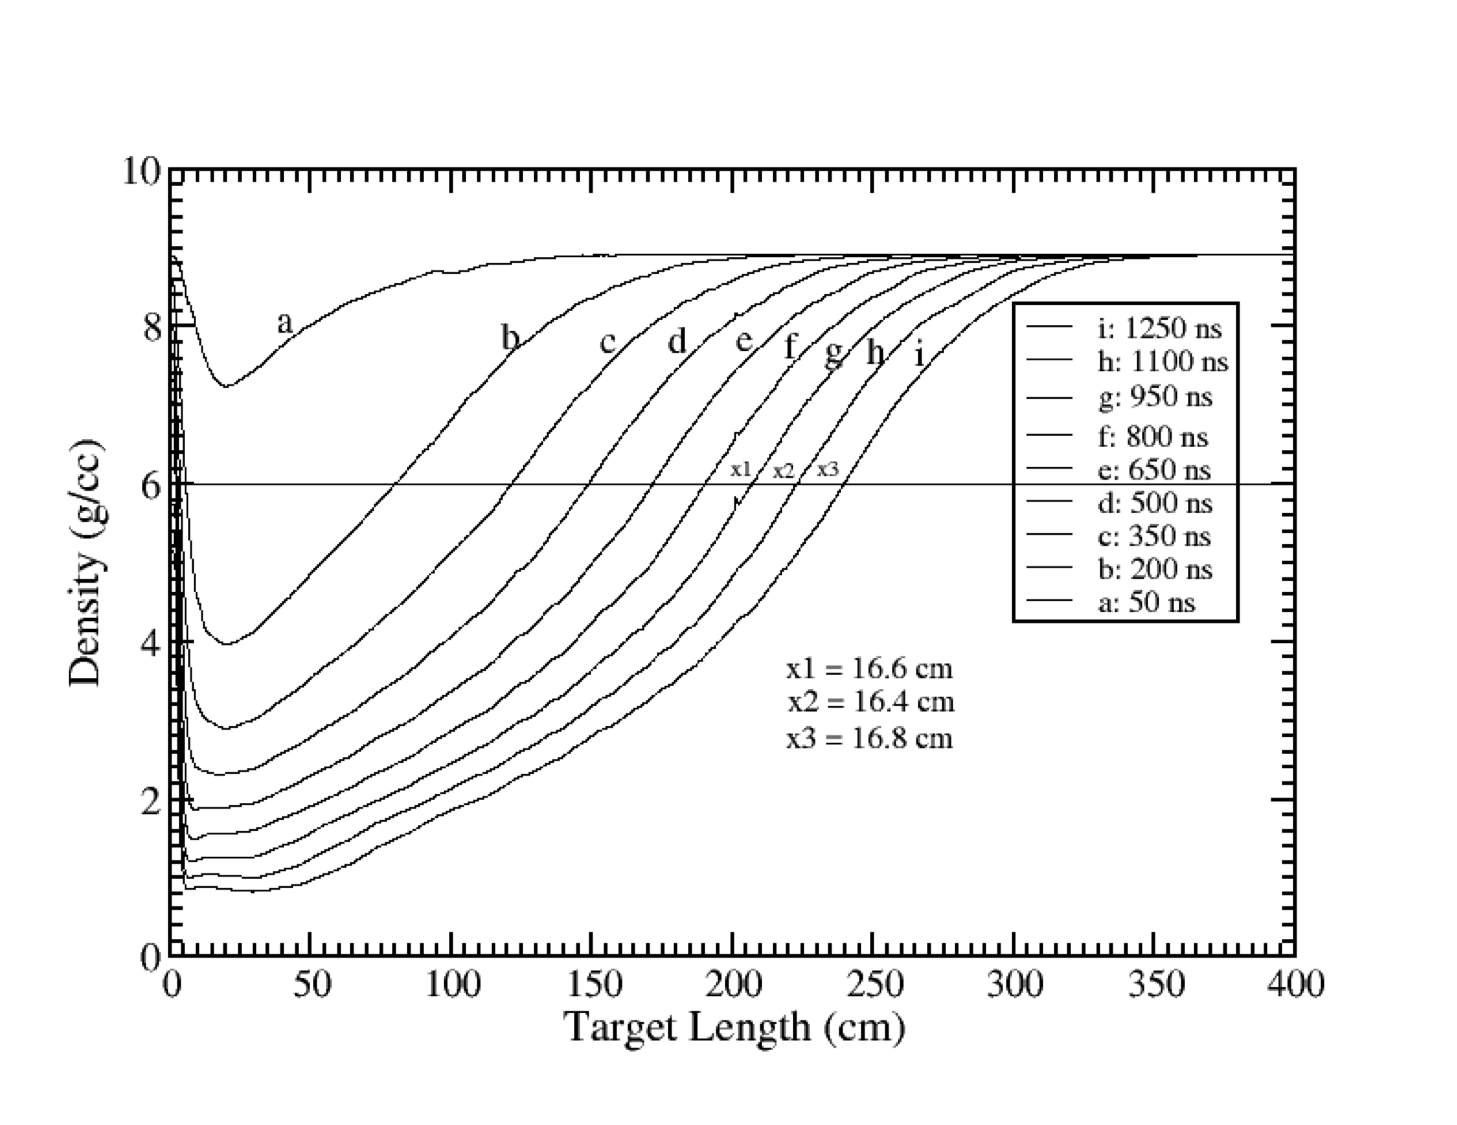 10
8
6
4
2
0
Density (g/cc)
a
b
c
d
e
f
g
h
i
x1
x2
x3
i: 1250 ns
h: 1100 ns
g: 950 ns
f: 800 ns
e: 650 ns
d: 500 ns
c: 350 ns
b: 200 ns
a: 50 ns
x1 = 16.6 cm
x2 = 16.4 cm
x3 = 16.8 cm
0 50 100 150 200 250 300 350 400
Target Length (cm)